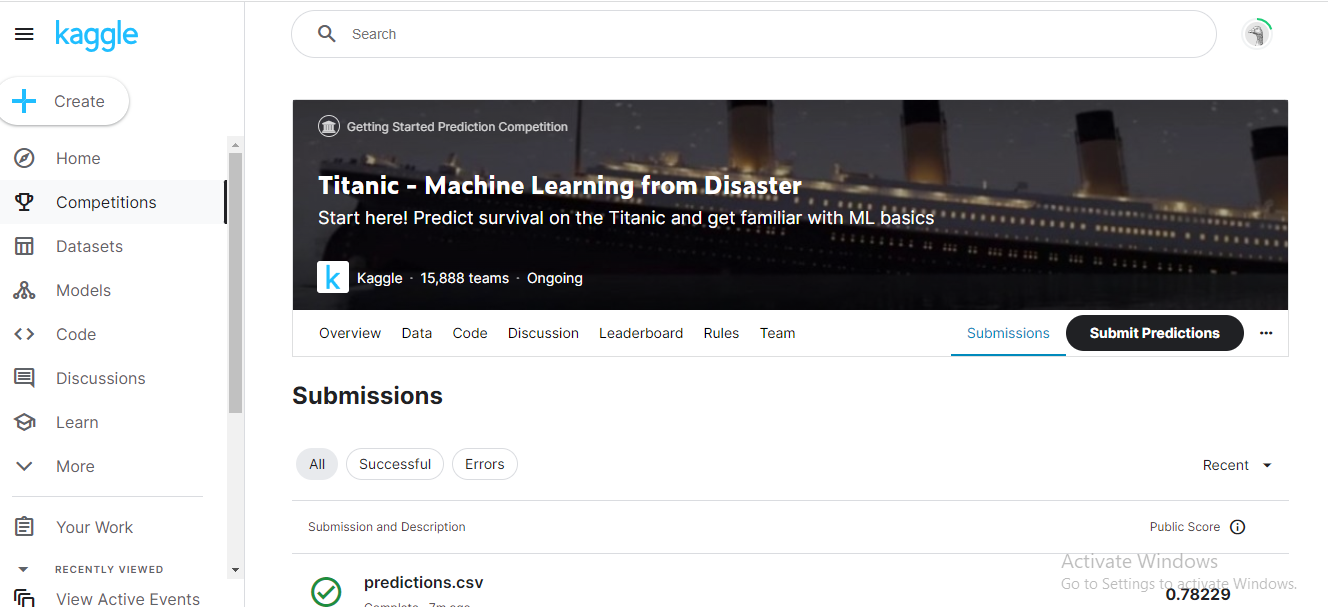 kaggle
Search
Create
Home
Competitions
Datasets
Models
Code
Discussions
Learn
More
Your Work
RECENTLY VIEWED
View Active Events
Getting Started Prediction Competition
Titanic - Machine Learning from Disaster
Start here! Predict survival on the Titanic and get familiar with ML basics
k Kaggle · 15,888 teams · Ongoing
Overview Data Code Discussion Leaderboard Rules Team Submissions Submit Predictions ···
Submissions
All Successful Errors Recent
Submission and Description Public Score
predictions.csv
Complete · 7m ago
0.78229
Activate Windows
Go to Settings to activate Windows.